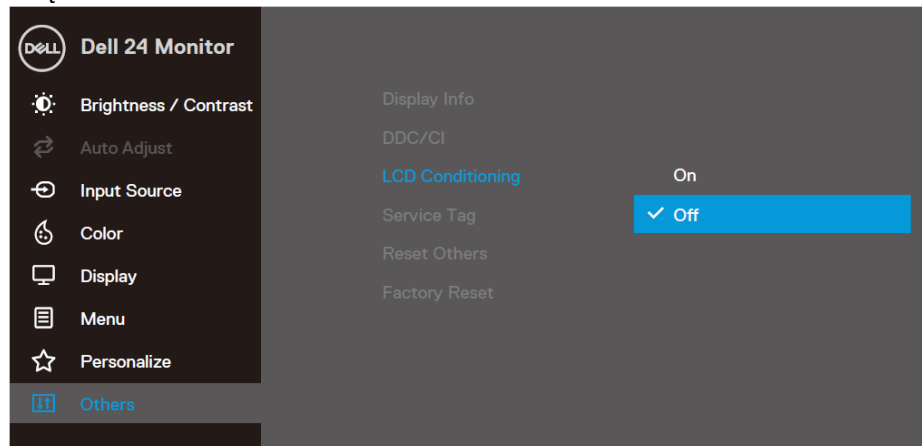 DELL Dell 24 Monitor
Brightness / Contrast
Auto Adjust
Input Source
Color
Display
Menu
Personalize
Others
Display Info
DDC/CI
LCD Conditioning
Service Tag
Reset Others
Factory Reset
On
Off